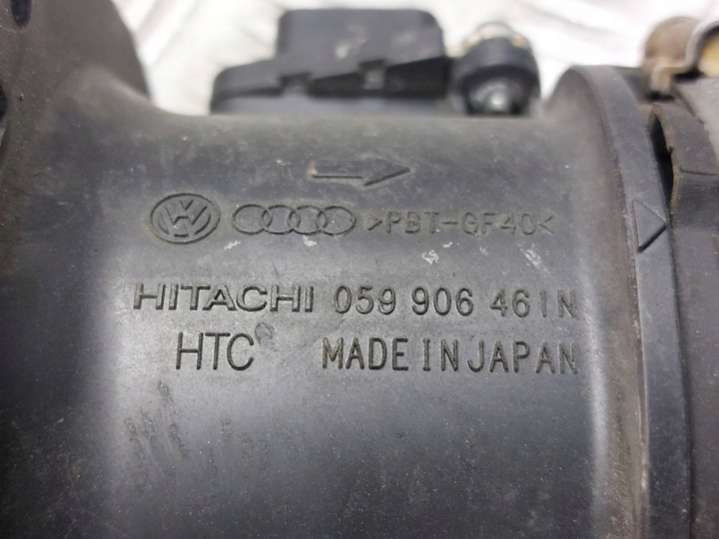 >PBT-GF40<
HITACHI 059 906 461N
HTC MADE IN JAPAN